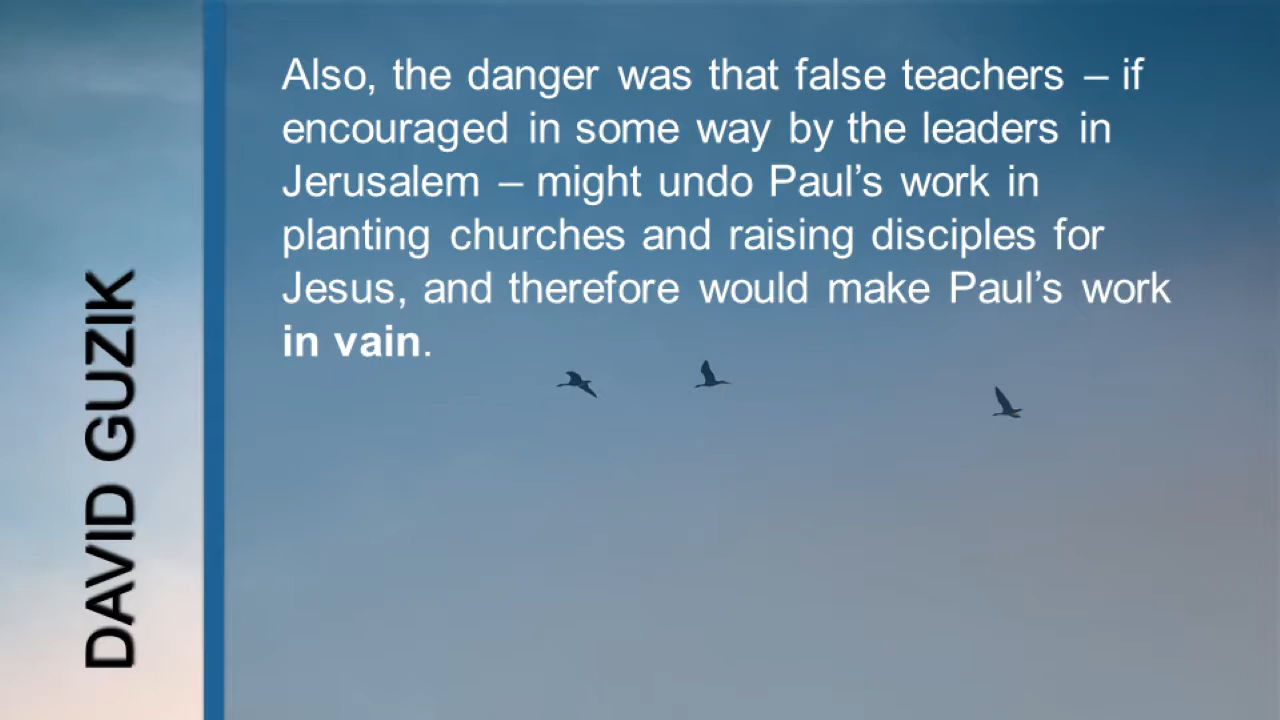 DAVID GUZIK
Also, the danger was that false teachers – if
encouraged in some way by the leaders in
Jerusalem – might undo Paul’s work in
planting churches and raising disciples for
Jesus, and therefore would make Paul’s work
in vain.